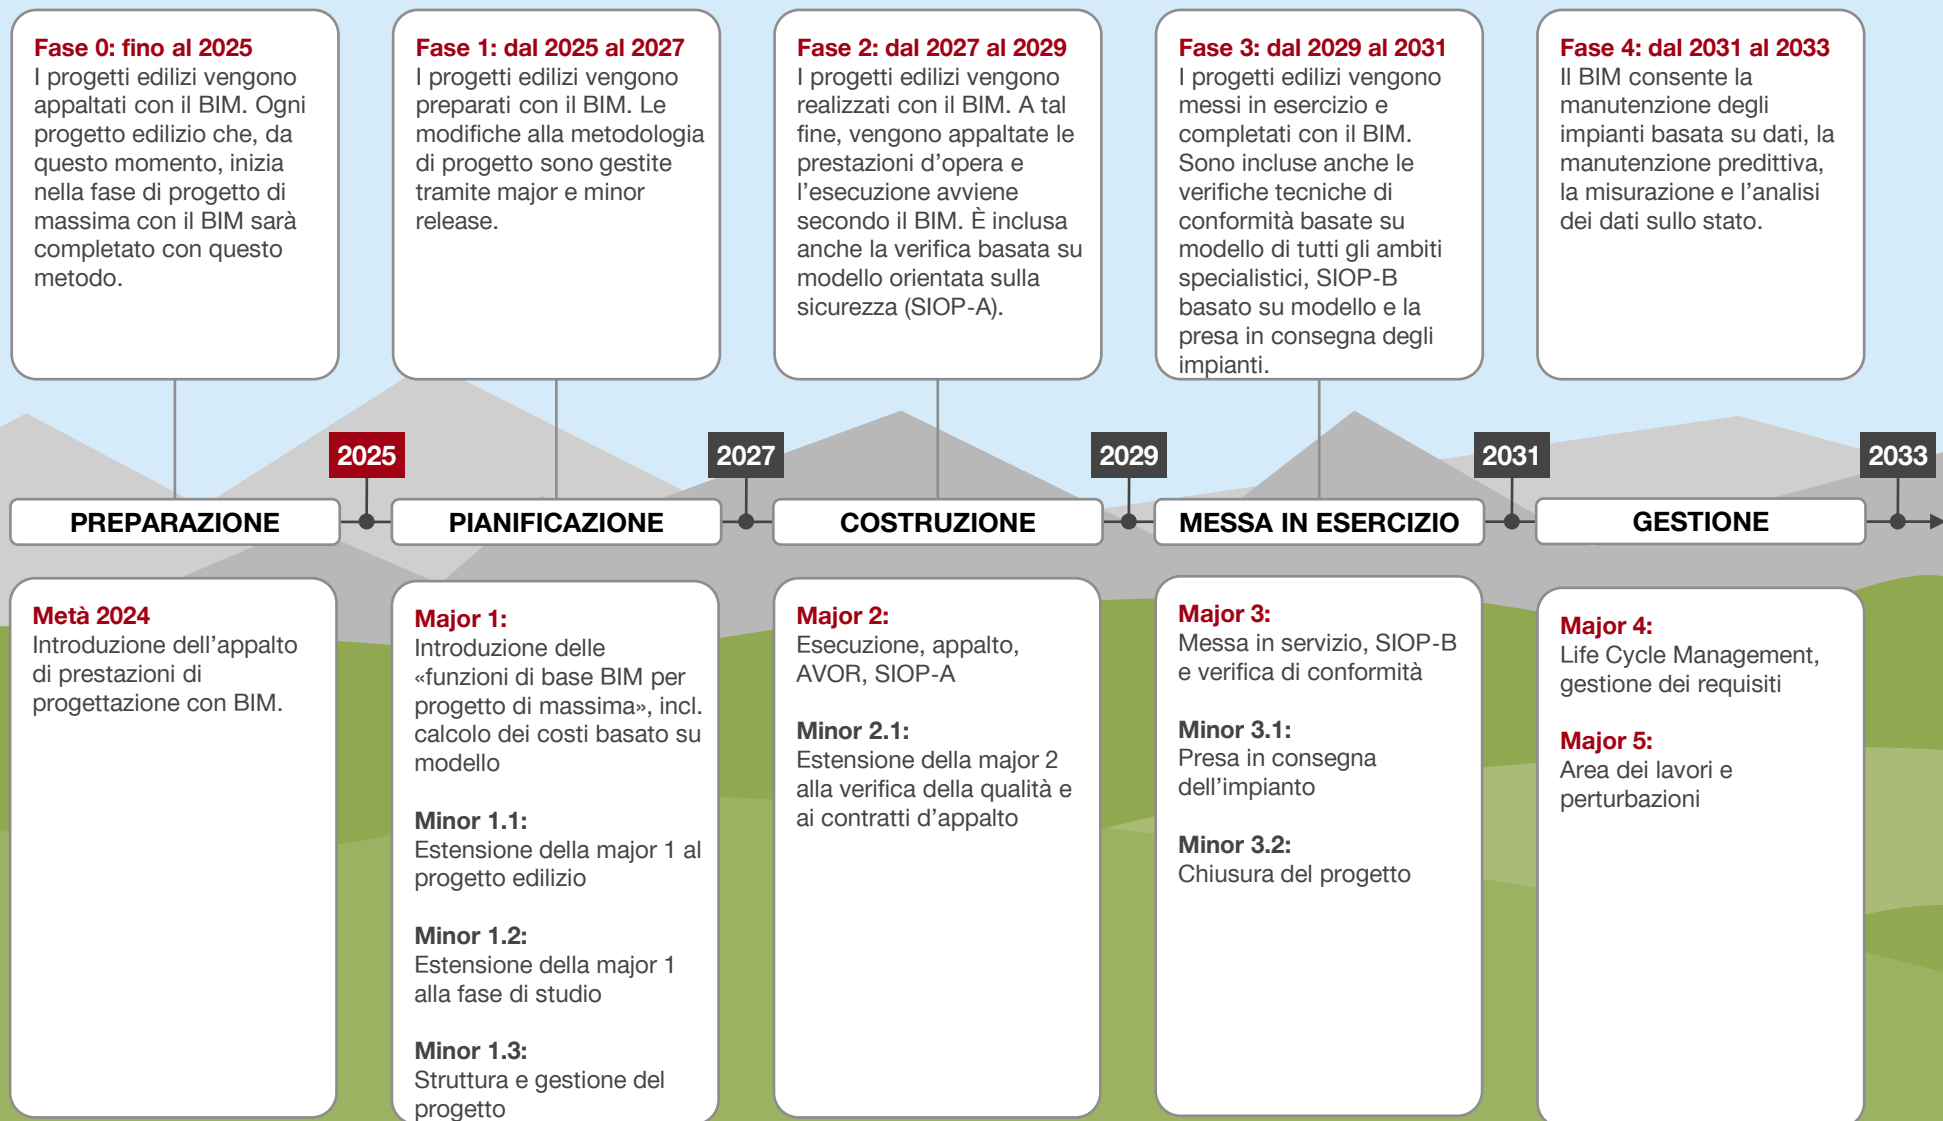 Fase 0: fino al 2025
I progetti edilizi vengono
appaltati con il BIM. Ogni
progetto edilizio che, da
questo momento, inizia
nella fase di progetto di
massima con il BIM sarà
completato con questo
metodo.
Fase 1: dal 2025 al 2027
I progetti edilizi vengono
preparati con il BIM. Le
modifiche alla metodologia
di progetto sono gestite
tramite major e minor
release.
Fase 2: dal 2027 al 2029
I progetti edilizi vengono
realizzati con il BIM. A tal
fine, vengono appaltate le
prestazioni d’opera e
l’esecuzione avviene
secondo il BIM. È inclusa
anche la verifica basata su
modello orientata sulla
sicurezza (SIOP-A).
Fase 3: dal 2029 al 2031
I progetti edilizi vengono
messi in esercizio e
completati con il BIM.
Sono incluse anche le
verifiche tecniche di
conformità basate su
modello di tutti gli ambiti
specialistici, SIOP-B
basato su modello e la
presa in consegna degli
impianti.
Fase 4: dal 2031 al 2033
Il BIM consente la
manutenzione degli
impianti basata su dati, la
manutenzione predittiva,
la misurazione e l’analisi
dei dati sullo stato.
2025
2027
2029
2031
2033
PREPARAZIONE
PIANIFICAZIONE
COSTRUZIONE
MESSA IN ESERCIZIO
GESTIONE
Metà 2024
Introduzione dell’appalto
di prestazioni di
progettazione con BIM.
Major 1:
Introduzione delle
«funzioni di base BIM per
progetto di massima», incl.
calcolo dei costi basato su
modello
Minor 1.1:
Estensione della major 1 al
progetto edilizio
Minor 1.2:
Estensione della major 1
alla fase di studio
Minor 1.3:
Struttura e gestione del
progetto
Major 2:
Esecuzione, appalto,
AVOR, SIOP-A
Minor 2.1:
Estensione della major 2
alla verifica della qualità e
ai contratti d’appalto
Major 3:
Messa in servizio, SIOP-B
e verifica di conformità
Minor 3.1:
Presa in consegna
dell’impianto
Minor 3.2:
Chiusura del progetto
Major 4:
Life Cycle Management,
gestione dei requisiti
Major 5:
Area dei lavori e
perturbazioni